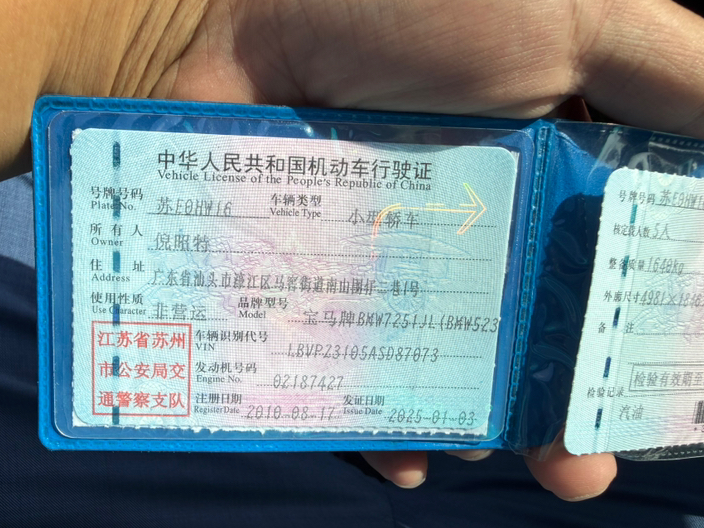 中华人民共和国机动车行驶证
Vehicle License of the People's Republic of China
号牌号码 苏E0HW16 车辆类型 小型轿车
Plate No. Vehicle Type
所有人 倪照特
Owner
住址
Address
广东省汕头市濠江区马滘街道南山围仔二巷1号
使用性质 非营运 品牌型号 宝马牌BMW7251JL(BMW523
Use Character Model
江苏省苏州
市公安局交
通警察支队
车辆识别代号
VIN LBVPZ3105ASD87073
发动机号码
Engine No. 02187427
注册日期 2010-08-17 发证日期 2025-01-03
Register Date Issue Date
号牌号码 苏E0HW16
核定载人数 5人
整备质量 1648kg
外廓尺寸
备注
检验有效期至
检验记录
汽油